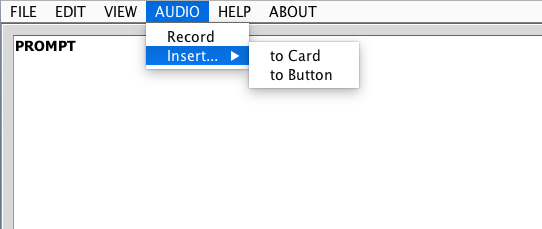 FILE EDIT VIEW AUDIO HELP ABOUT
Record
PROMPT
Insert... to Card
to Button